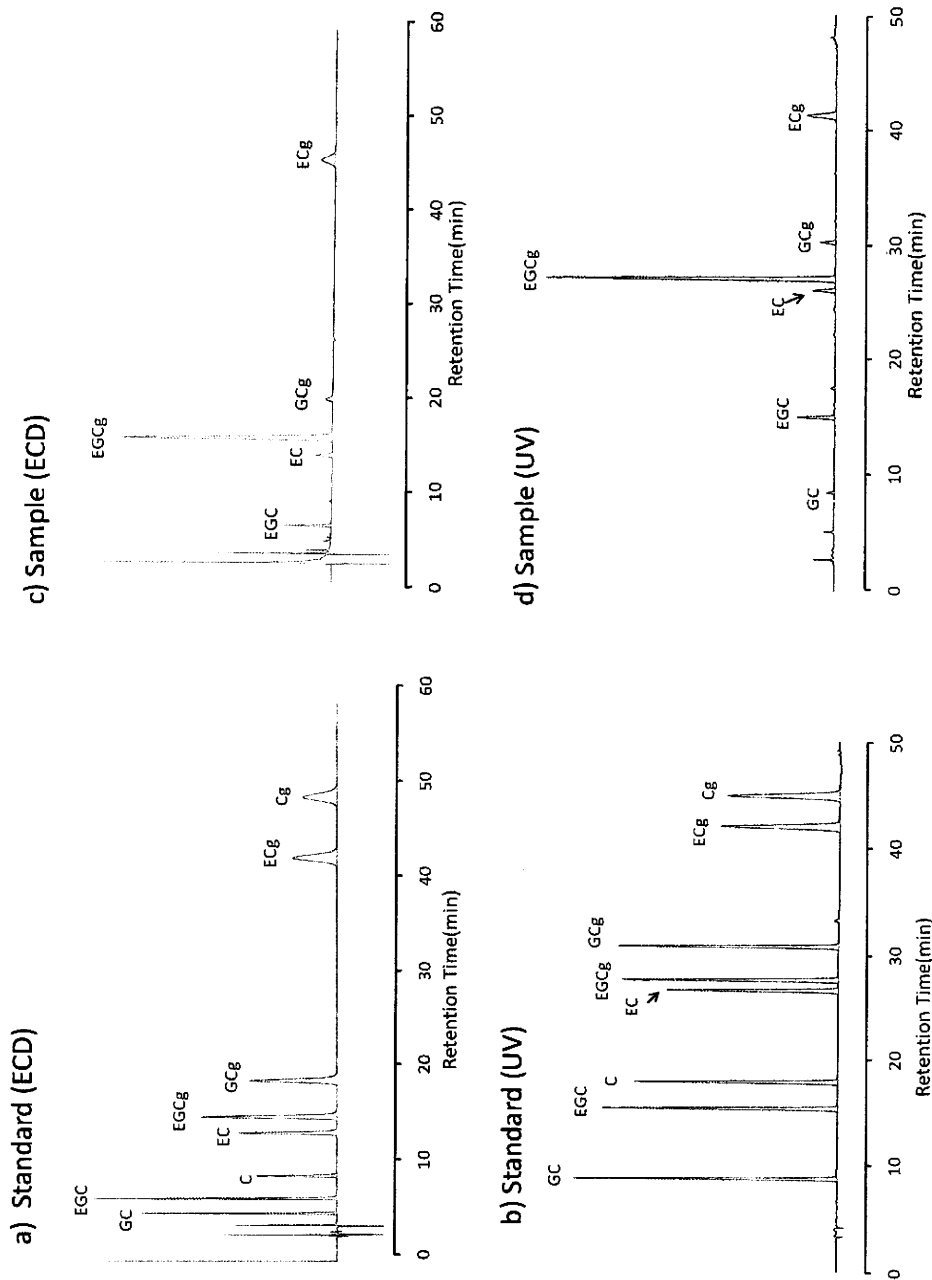 a) Standard (ECD)
GC
EGC
C
EC
EGCg
GCg
ECg
Cg
0 10 20 30 40 50 60
Retention Time(min)
b) Standard (UV)
GC
EGC
C
EC
EGCg
GCg
ECg
Cg
0 10 20 30 40 50
Retention Time(min)
c) Sample (ECD)
EGC
EC
EGCg
GCg
ECg
0 10 20 30 40 50 60
Retention Time(min)
d) Sample (UV)
GC
EGC
EC
EGCg
GCg
ECg
0 10 20 30 40 50
Retention Time(min)